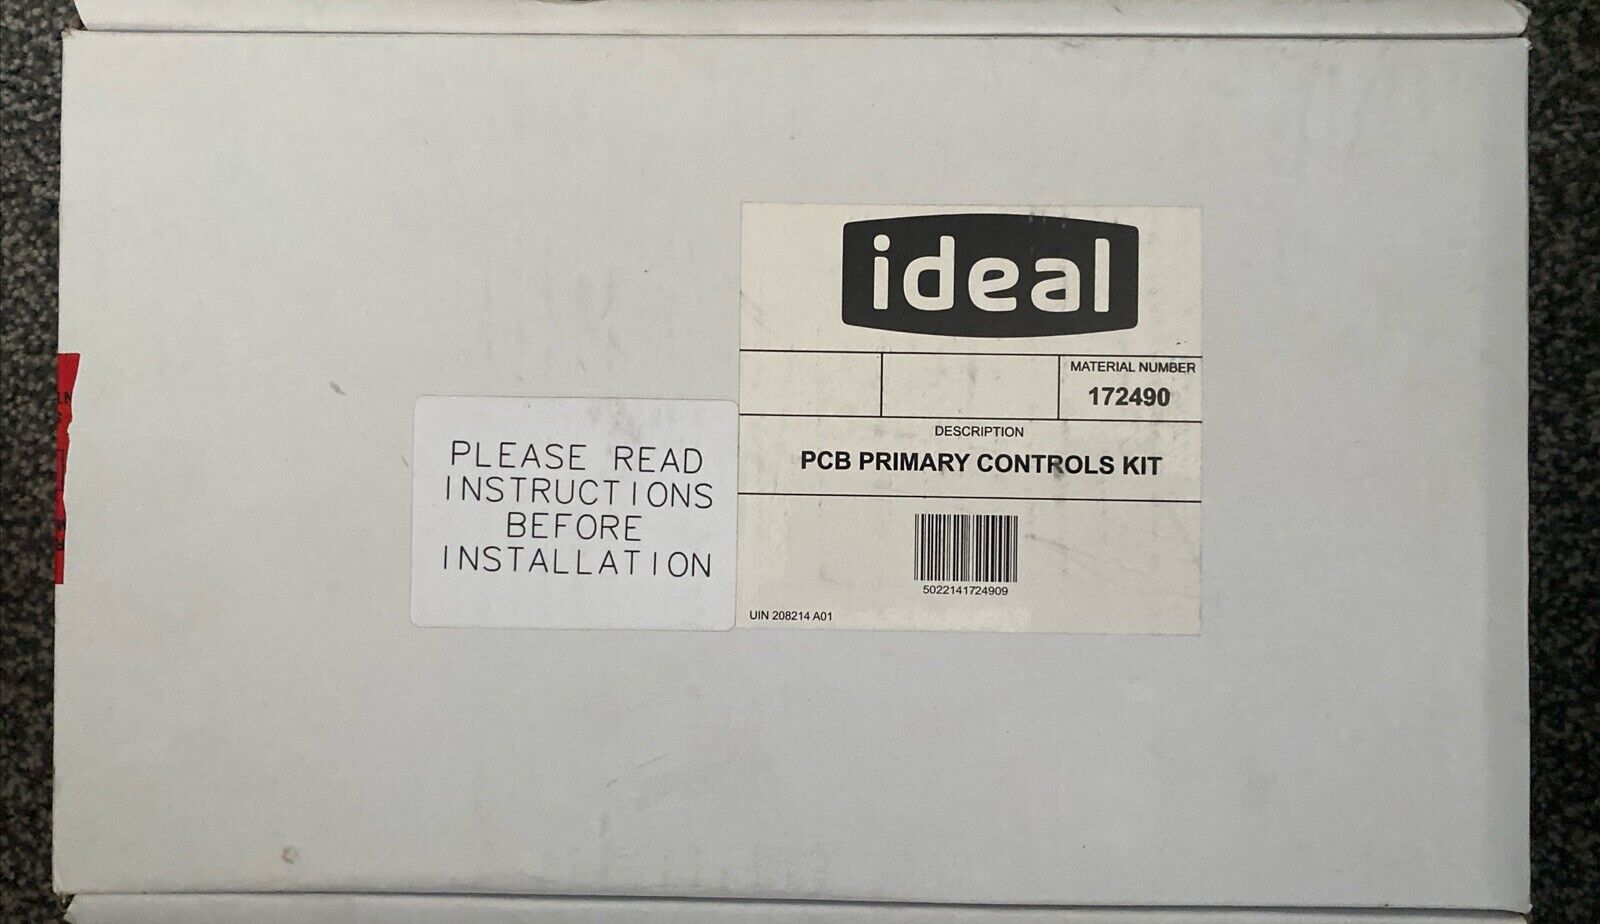 ideal
MATERIAL NUMBER
172490
DESCRIPTION
PCB PRIMARY CONTROLS KIT
5022141724909
UIN 208214 A01
PLEASE READ
INSTRUCTIONS
BEFORE
INSTALLATION